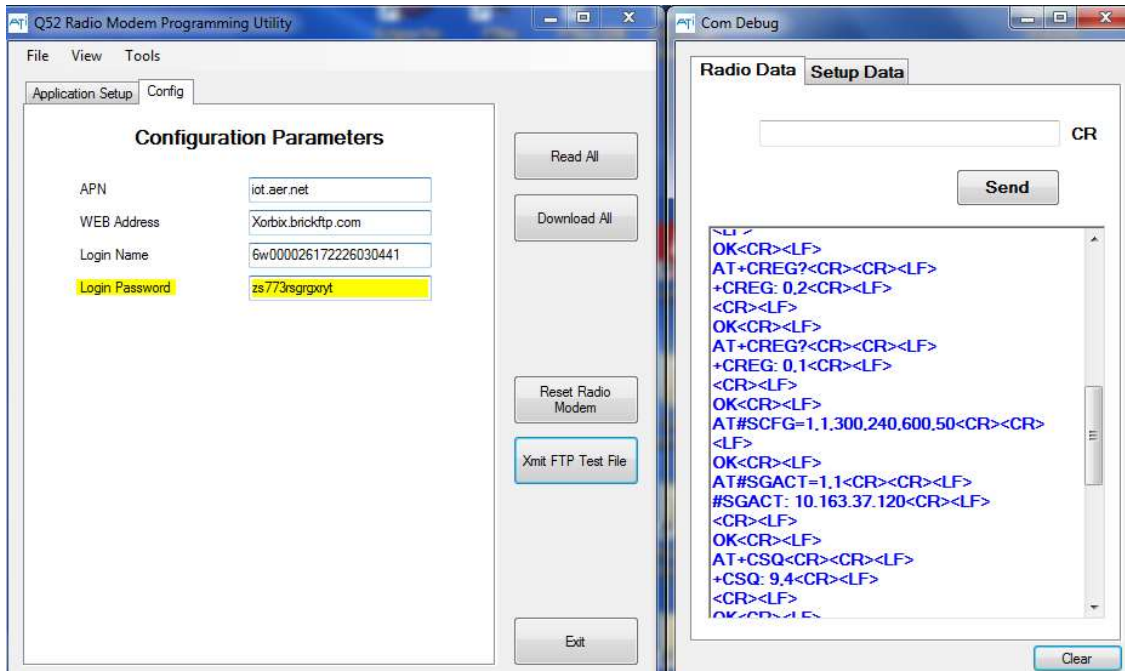 ATi Q52 Radio Modem Programming Utility
File View Tools
Application Setup Config
Configuration Parameters
APN iot.aer.net
WEB Address Xorbix.brickftp.com
Login Name 6w000026172226030441
Login Password zs773rsgrgxryt
Read All
Download All
Reset Radio
Modem
Xmit FTP Test File
Exit
ATi Com Debug
Radio Data Setup Data
CR
Send
<LF>
OK<CR><LF>
AT+CREG?<CR><CR><LF>
+CREG: 0,2<CR><LF>
<CR><LF>
OK<CR><LF>
AT+CREG?<CR><CR><LF>
+CREG: 0,1<CR><LF>
<CR><LF>
OK<CR><LF>
AT#SCFG=1,1,300,240,600,50<CR><CR>
<LF>
OK<CR><LF>
AT#SGACT=1,1<CR><CR><LF>
#SGACT: 10.163.37.120<CR><LF>
<CR><LF>
OK<CR><LF>
AT+CSQ<CR><CR><LF>
+CSQ: 9,4<CR><LF>
<CR><LF>
OK<CR><LF>
Clear